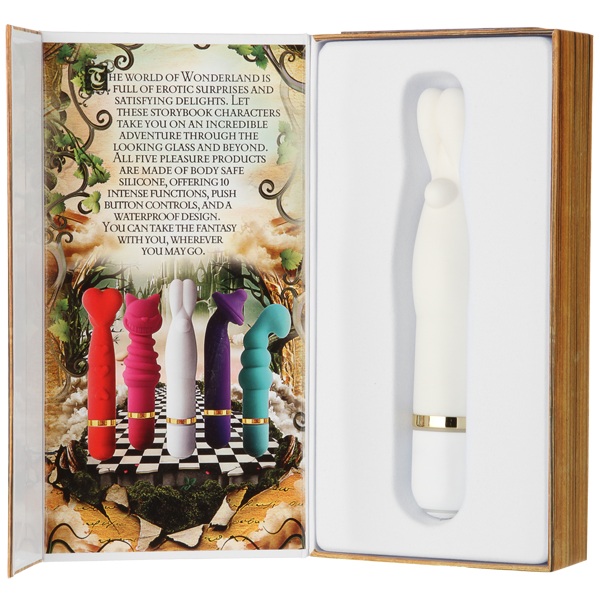 THE WORLD OF WONDERLAND IS
FULL OF EROTIC SURPRISES AND
SATISFYING DELIGHTS. LET
THESE STORYBOOK CHARACTERS
TAKE YOU ON AN INCREDIBLE
ADVENTURE THROUGH THE
LOOKING GLASS AND BEYOND.
ALL FIVE PLEASURE PRODUCTS
ARE MADE OF BODY SAFE
SILICONE, OFFERING 10
INTENSE FUNCTIONS, PUSH
BUTTON CONTROLS, AND A
WATERPROOF DESIGN.
YOU CAN TAKE THE FANTASY
WITH YOU, WHEREVER
YOU MAY GO.